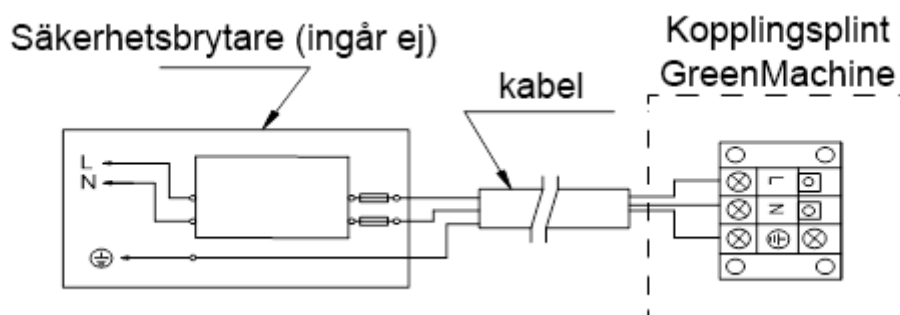 Säkerhetsbrytare (ingår ej)
Kopplingsplint
GreenMachine
kabel
L
N
L
N